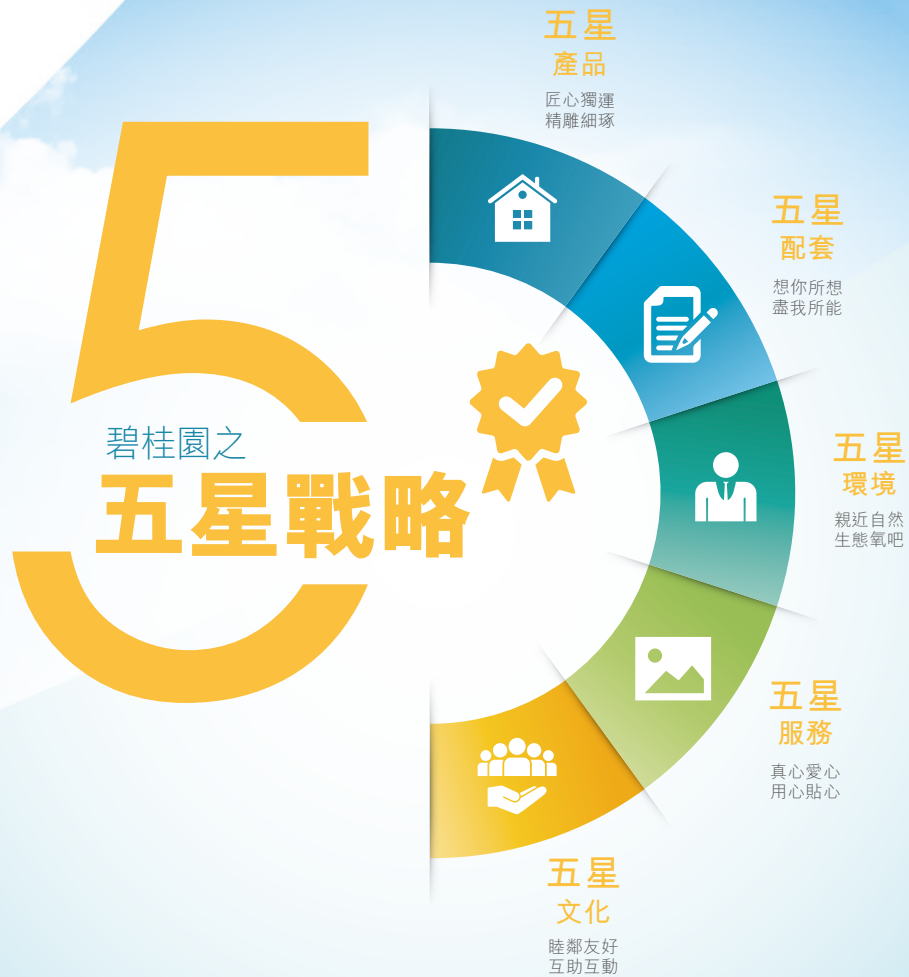 5
碧桂園之
五星戰略
五星
產品
匠心獨運
精雕細琢
五星
配套
想你所想
盡我所能
五星
環境
親近自然
生態氧吧
五星
服務
真心愛心
用心貼心
五星
文化
睦鄰友好
互助互動